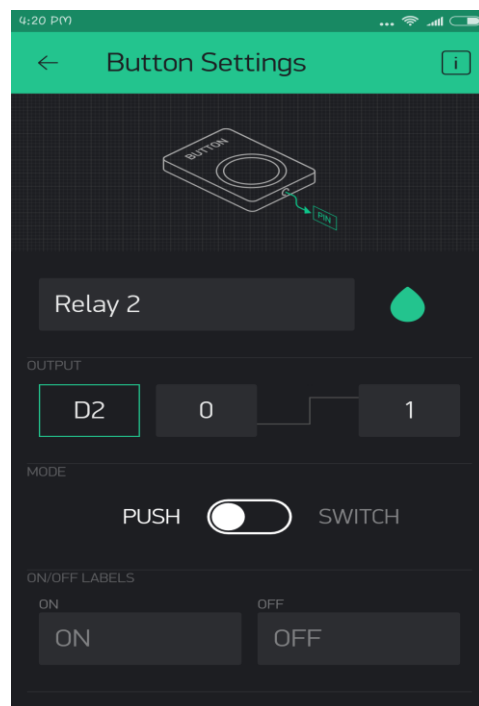 4:20 PM
Button Settings
i
BUTTON
PIN
Relay 2
OUTPUT
D2 0 1
MODE
PUSH SWITCH
ON/OFF LABELS
ON OFF
ON OFF